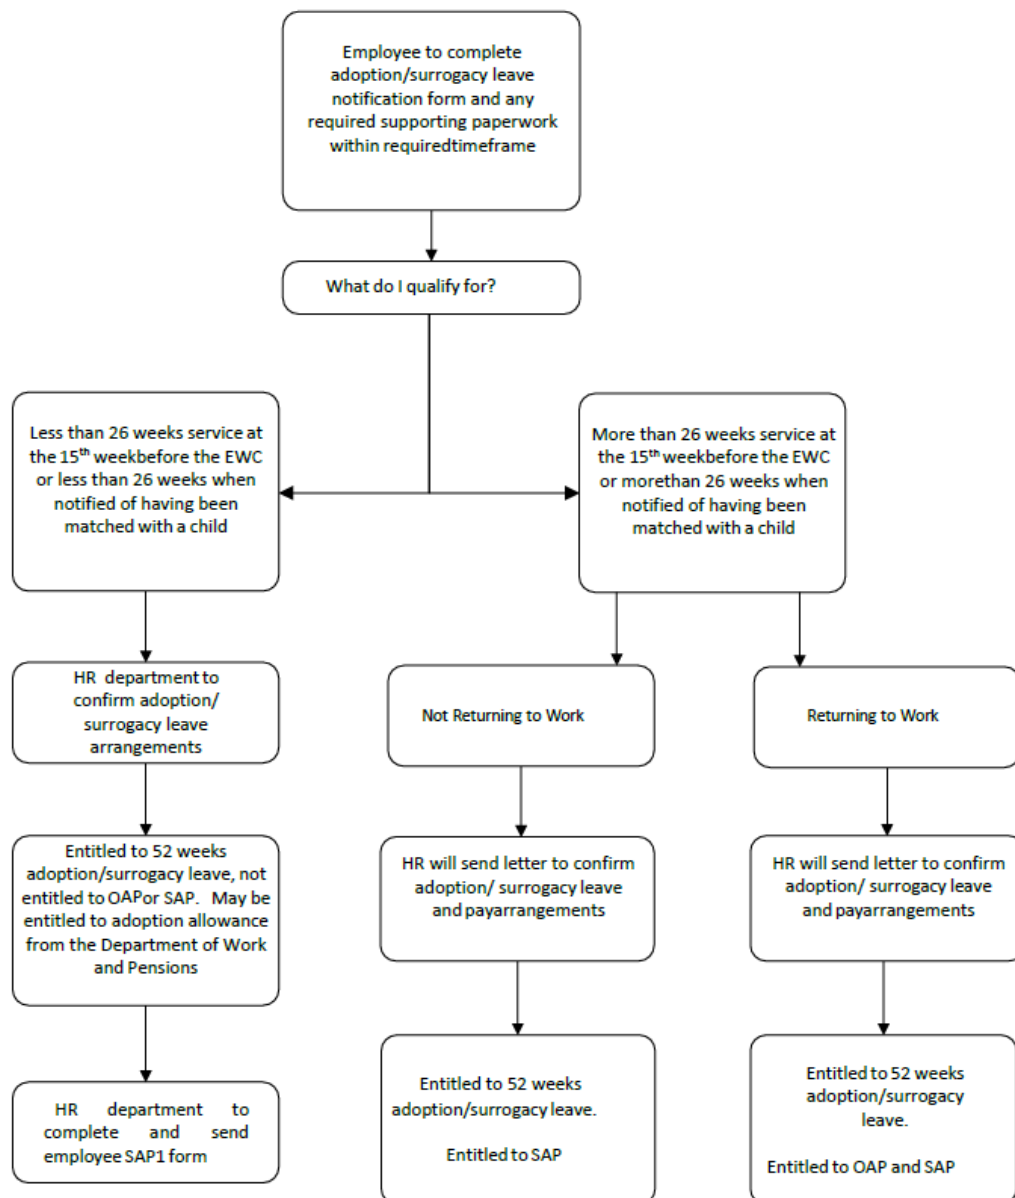 Employee to complete
adoption/surrogacy leave
notification form and any
required supporting paperwork
within requiredtimeframe
What do I qualify for?
Less than 26 weeks service at
the 15th weekbefore the EWC
or less than 26 weeks when
notified of having been
matched with a child
More than 26 weeks service at
the 15th weekbefore the EWC
or morethan 26 weeks when
notified of having been
matched with a child
HR department to
confirm adoption/
surrogacy leave
arrangements
Not Returning to Work
Returning to Work
Entitled to 52 weeks
adoption/surrogacy leave, not
entitled to OAPor SAP. May be
entitled to adoption allowance
from the Department of Work
and Pensions
HR will send letter to confirm
adoption/ surrogacy leave
and payarrangements
HR will send letter to confirm
adoption/ surrogacy leave
and payarrangements
HR department to
complete and send
employee SAP1 form
Entitled to 52 weeks
adoption/surrogacy leave.
Entitled to SAP
Entitled to 52 weeks
adoption/surrogacy
leave.
Entitled to OAP and SAP